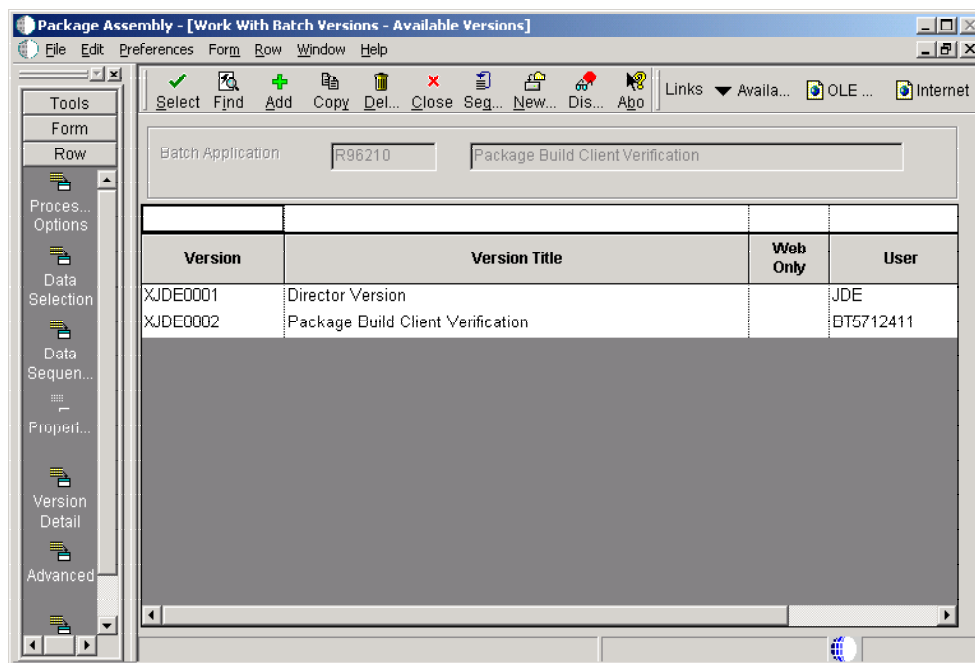 Package Assembly - [Work With Batch Versions - Available Versions]
File Edit Preferences Form Row Window Help
Select Find Add Copy Del... Close Seq... New... Dis... Abo Links Availa... OLE ... Internet
Tools
Form
Row
Proces...
Options
Data
Selection
Data
Sequen...
Properi...
Version
Detail
Advanced
Batch Application R96210 Package Build Client Verification
Version Version Title Web Only User
XJDE0001 Director Version JDE
XJDE0002 Package Build Client Verification BT5712411